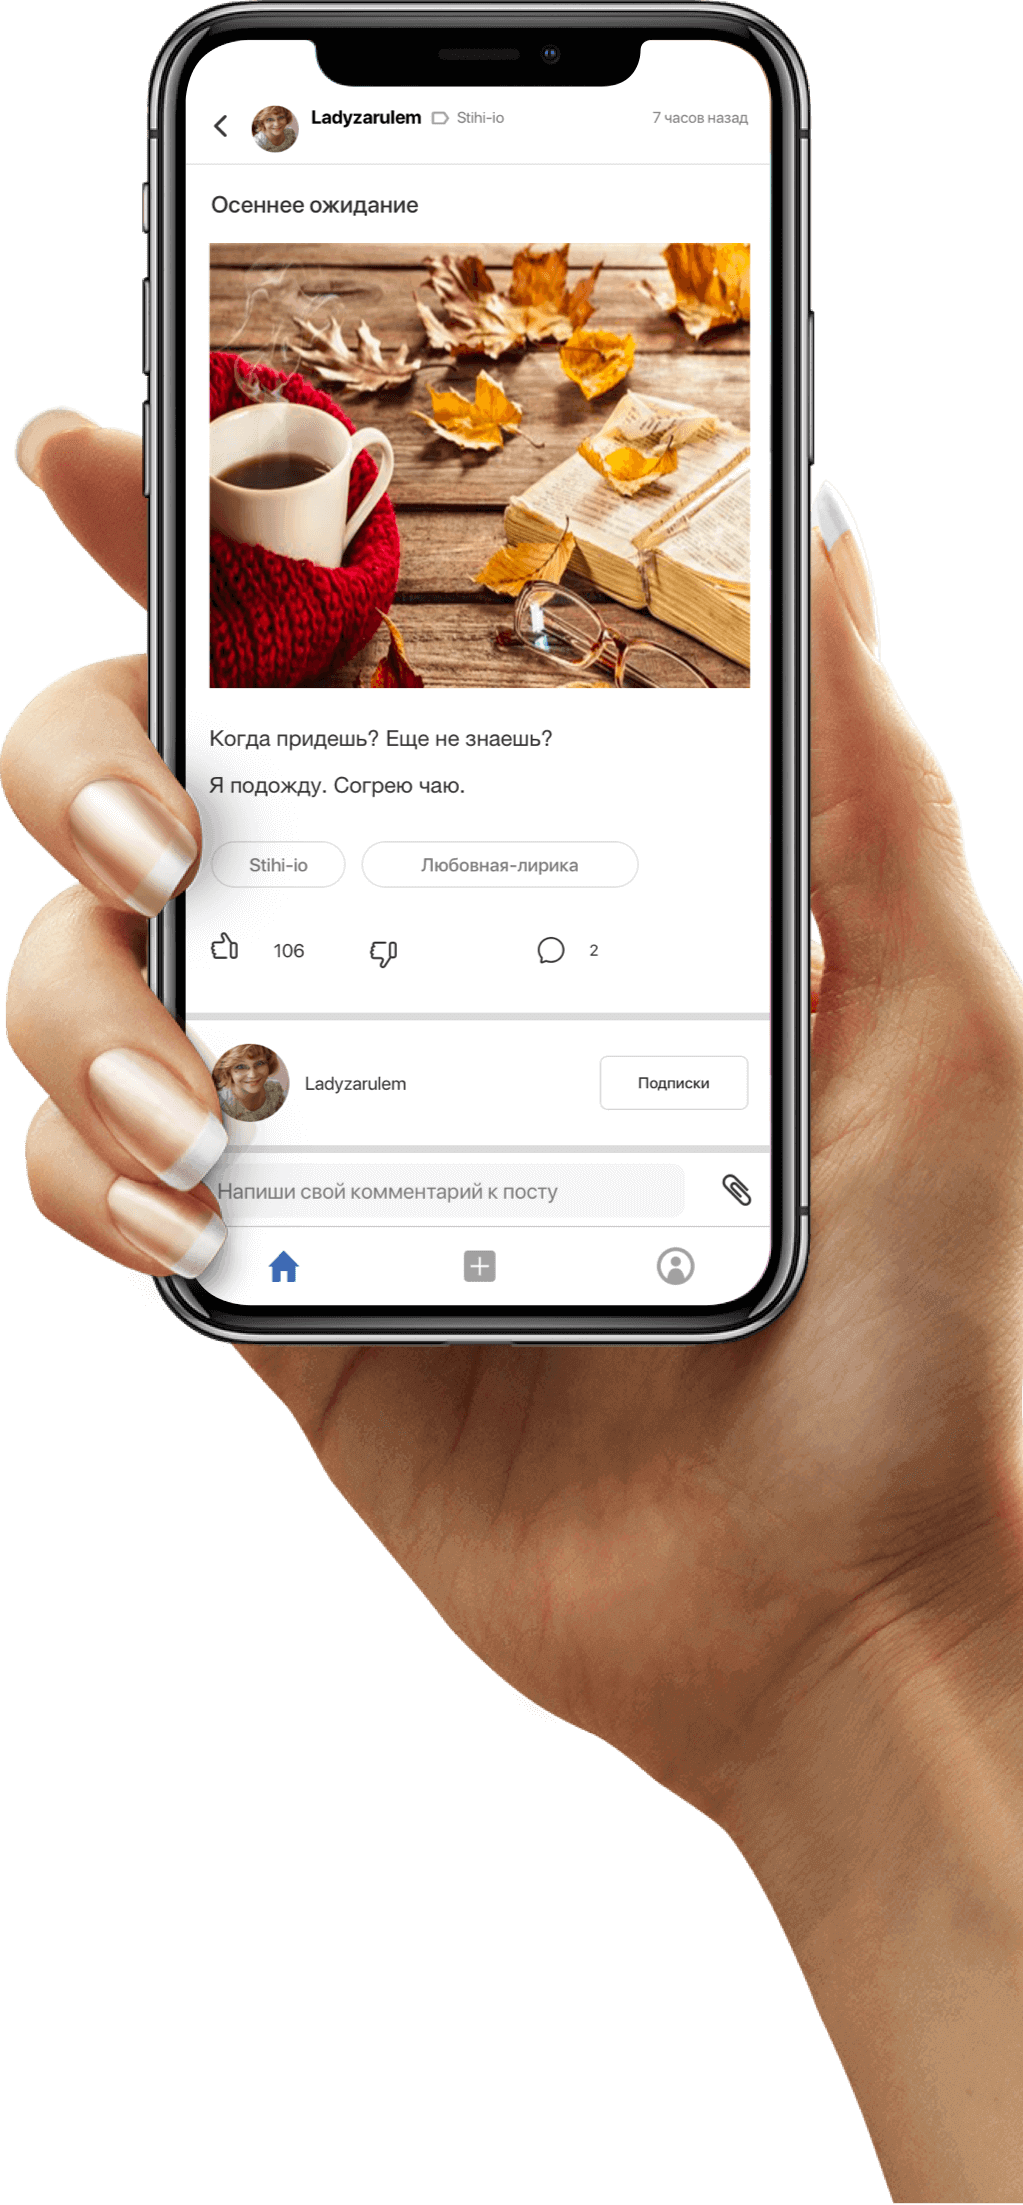 Ladyzarulem Stihi-io 7 часов назад
Осеннее ожидание
Когда придешь? Еще не знаешь?
Я подожду. Согрею чаю.
Stihi-io Любовная-лирика
106 2
Ladyzarulem Подписки
Напиши свой комментарий к посту